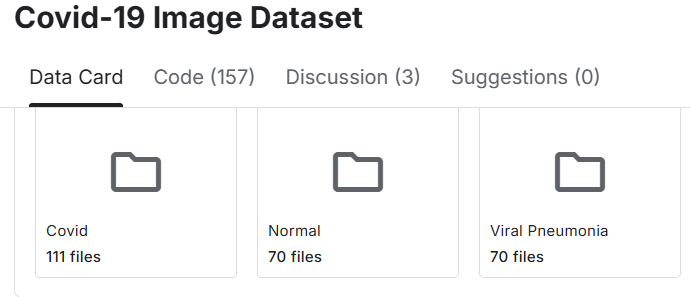 Covid-19 Image Dataset
Data Card Code (157) Discussion (3) Suggestions (0)
Covid Normal Viral Pneumonia
111 files 70 files 70 files